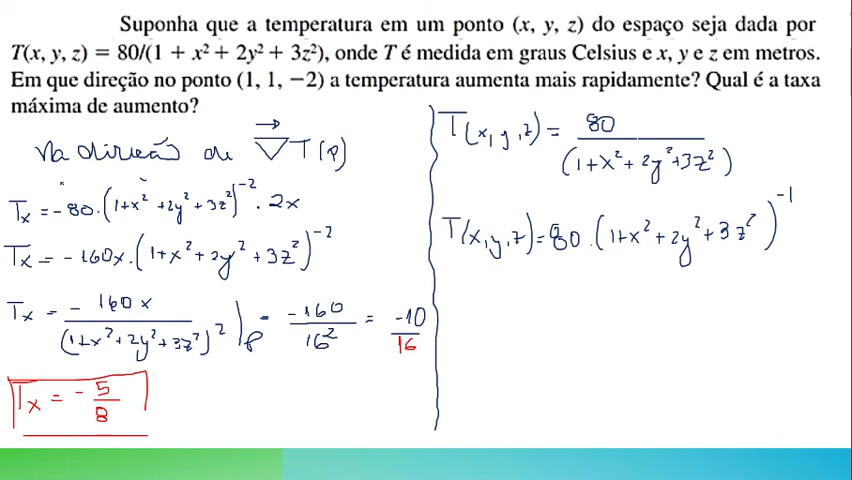 Suponha que a temperatura em um ponto (x, y, z) do espaço seja dada por
T(x, y, z) = 80/(1 + x² + 2y² + 3z²), onde T é medida em graus Celsius e x, y e z em metros.
Em que direção no ponto (1, 1, −2) a temperatura aumenta mais rapidamente? Qual é a taxa
máxima de aumento?
Na direção de ∇T(P)
Tx = -80.(1+x²+2y²+3z²)^-2 . 2x
Tx = -160x.(1+x²+2y²+3z²)^-2
Tx = -160x/(1+x²+2y²+3z²)² |P = -160/16² = -10/16
Tx = -5/8
T(x,y,z) = 80/(1+x²+2y²+3z²)
T(x,y,z) = 80.(1+x²+2y²+3z²)^-1